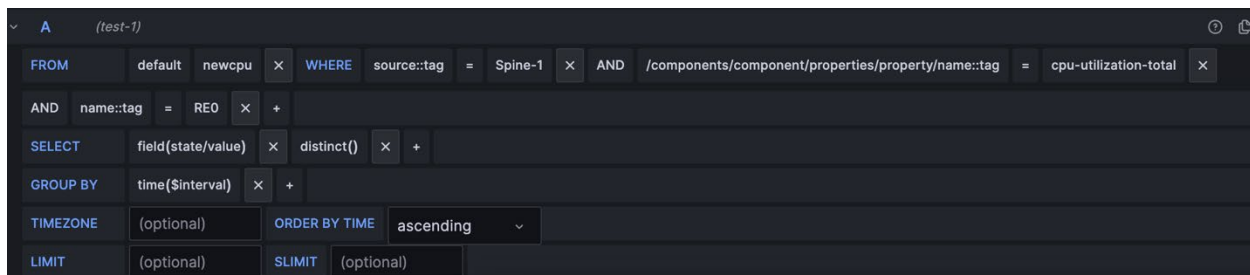 A (test-1)
FROM default newcpu × WHERE source::tag = Spine-1 × AND /components/component/properties/property/name::tag = cpu-utilization-total ×
AND name::tag = RE0 × +
SELECT field(state/value) × distinct() × +
GROUP BY time($interval) × +
TIMEZONE (optional) ORDER BY TIME ascending
LIMIT (optional) SLIMIT (optional)